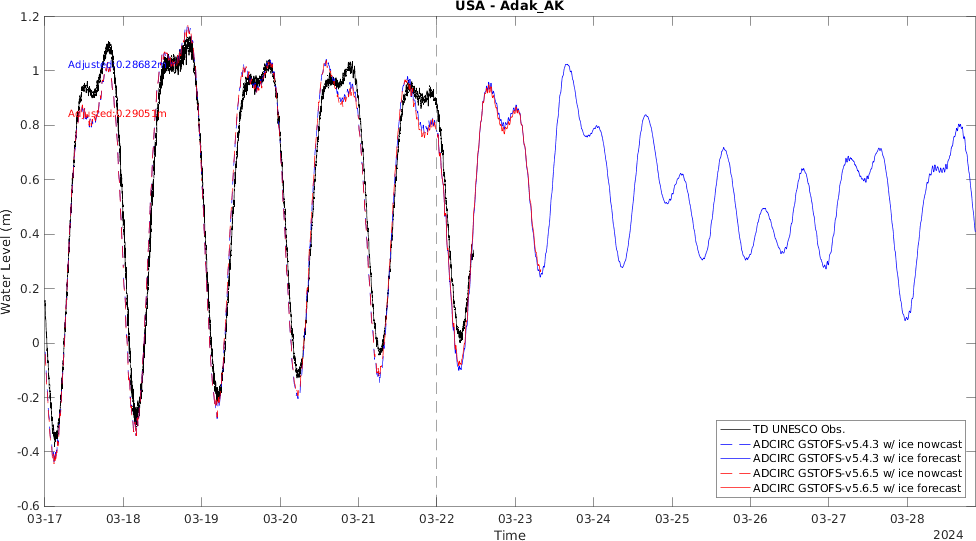 USA - Adak_AK
1.2
1
0.8
0.6
0.4
0.2
0
-0.2
-0.4
-0.6
Water Level (m)
Adjusted:0.28682m
Adjusted:0.29051m
TD UNESCO Obs.
ADCIRC GSTOFS-v5.4.3 w/ ice nowcast
ADCIRC GSTOFS-v5.4.3 w/ ice forecast
ADCIRC GSTOFS-v5.6.5 w/ ice nowcast
ADCIRC GSTOFS-v5.6.5 w/ ice forecast
03-17 03-18 03-19 03-20 03-21 03-22 03-23 03-24 03-25 03-26 03-27 03-28
Time
2024